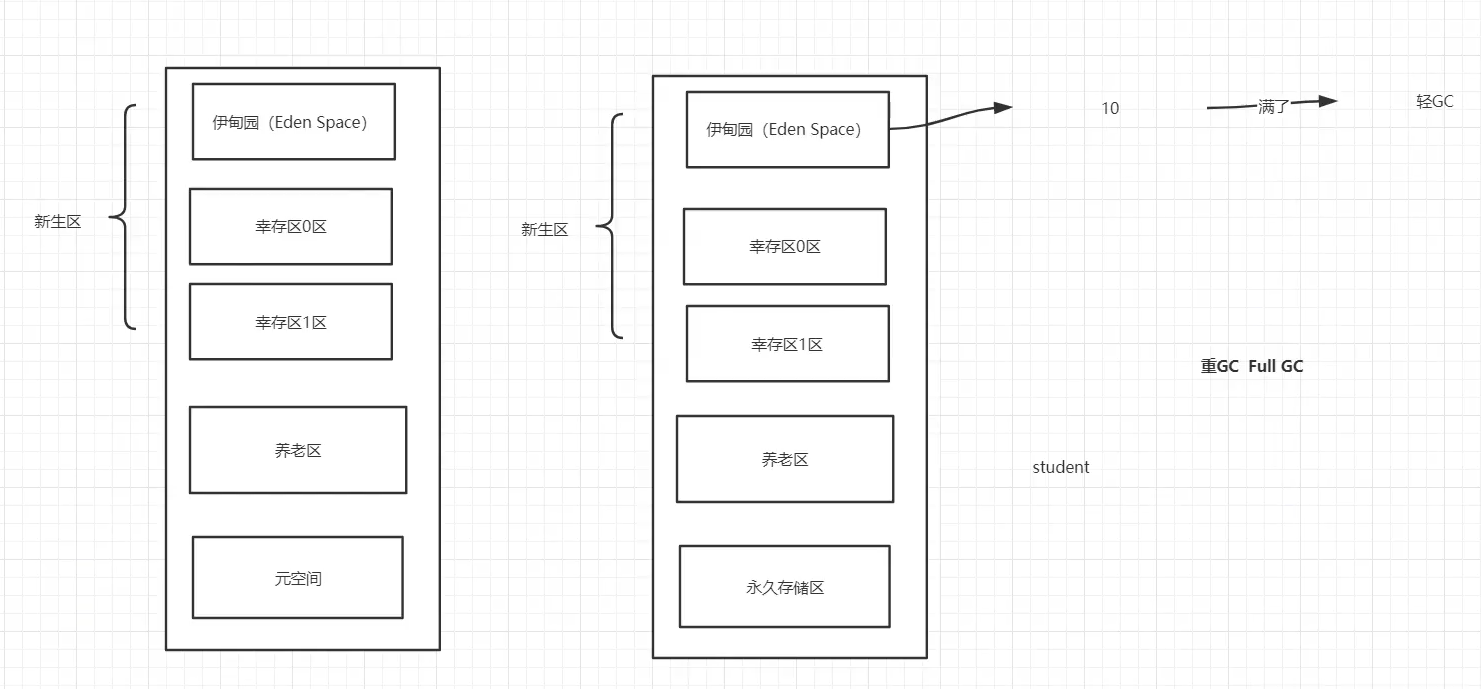 伊甸园（Eden Space）
新生区
幸存区0区
幸存区1区
养老区
元空间
伊甸园（Eden Space）
新生区
幸存区0区
幸存区1区
养老区
永久存储区
10
满了
轻GC
重GC Full GC
student